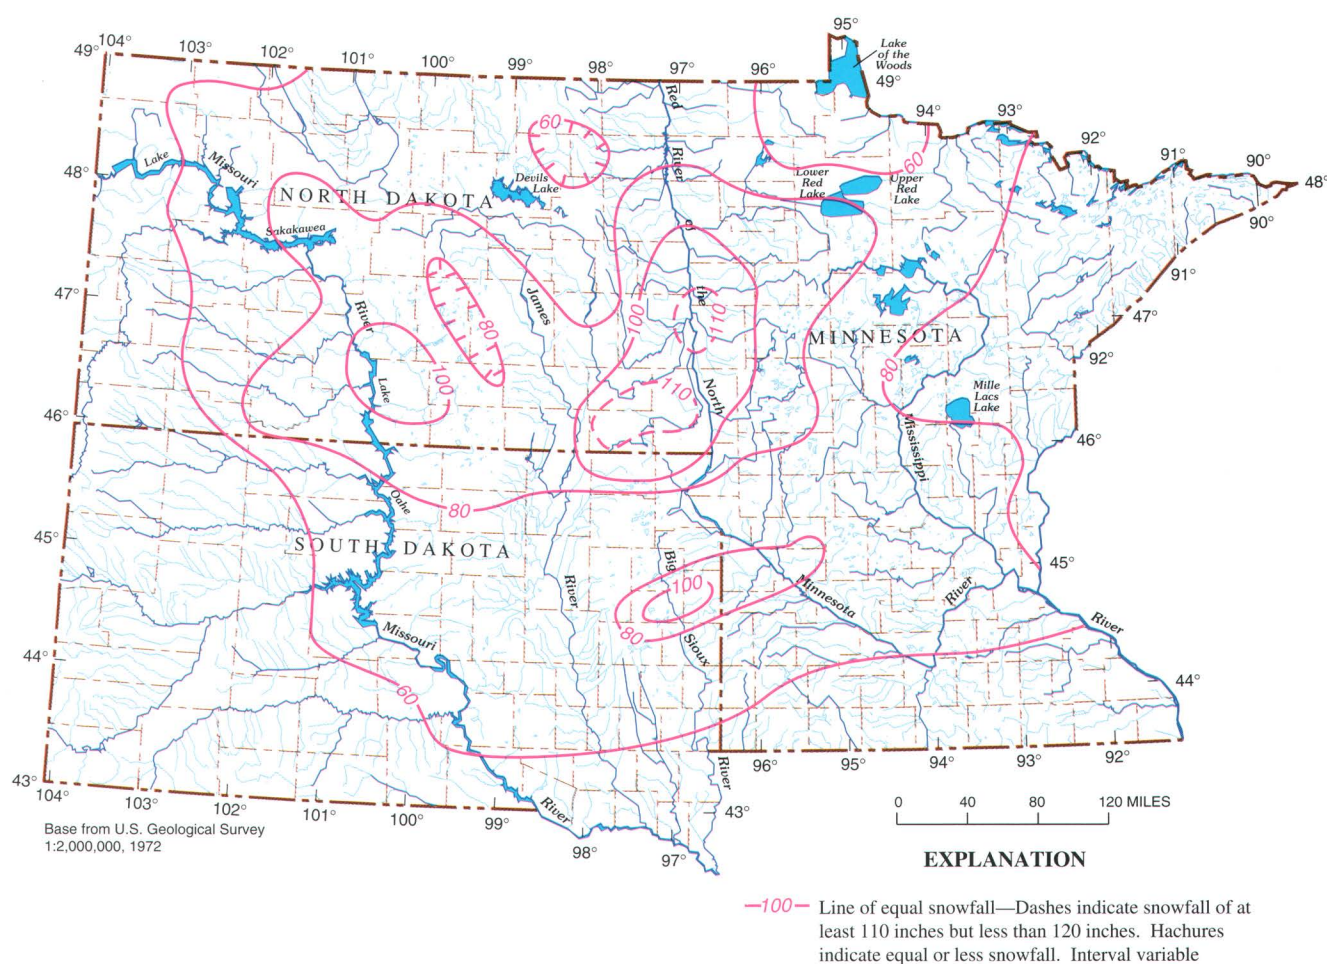 95°
Lake
of the
Woods
49°
49°
104°
103°
102°
101°
100°
99°
98°
97°
96°
94°
93°
92°
91°
90°
48°
90°
91°
47°
92°
46°
45°
44°
48°
47°
46°
45°
44°
43°
Red
River
of
the
North
60
60
Lake
Missouri
Sakakawea
NORTH DAKOTA
Devils
Lake
Lower
Red
Lake
Upper
Red
Lake
James
River
80
100
110
110
100
MINNESOTA
80
Mille
Lacs
Lake
Mississippi
River
Lake
Oahe
80
SOUTH DAKOTA
River
Big
Sioux
River
100
80
Minnesota
River
Missouri
River
60
104°
103°
102°
101°
100°
99°
98°
97°
43°
96°
95°
94°
93°
92°
Base from U.S. Geological Survey
1:2,000,000, 1972
0 40 80 120 MILES
EXPLANATION
100 Line of equal snowfall—Dashes indicate snowfall of at
least 110 inches but less than 120 inches. Hachures
indicate equal or less snowfall. Interval variable